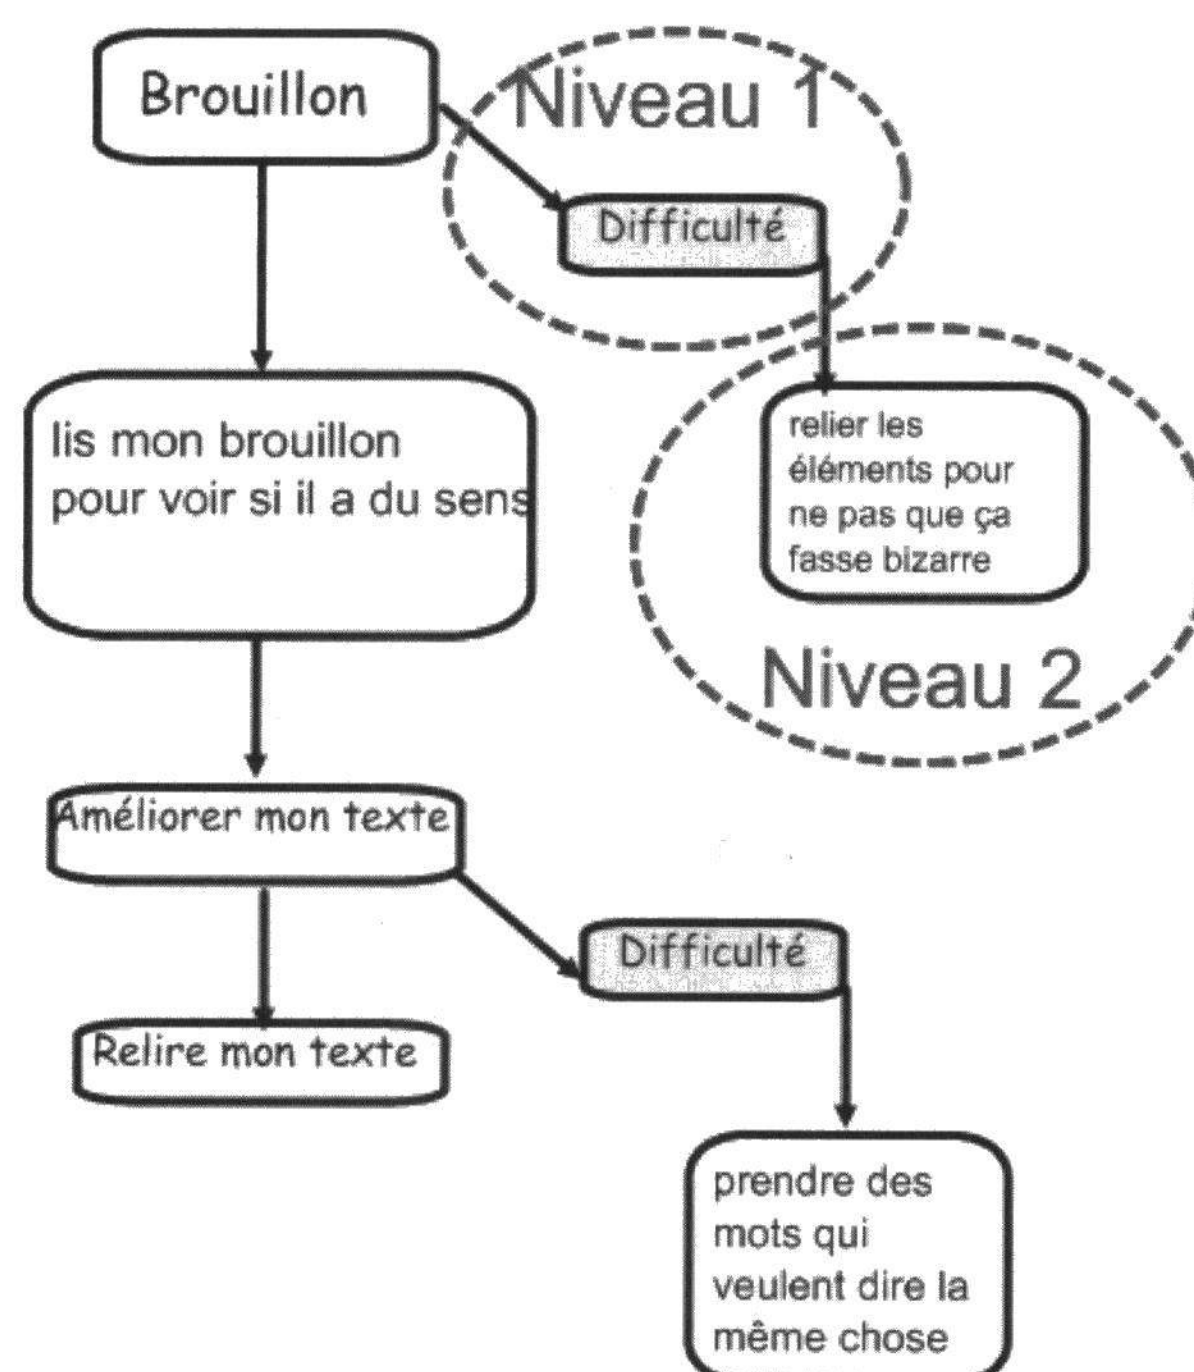 Brouillon
Niveau 1
Difficulté
lis mon brouillon
pour voir si il a du sens
relier les
éléments pour
ne pas que ça
fasse bizarre
Niveau 2
Améliorer mon texte
Difficulté
Relire mon texte
prendre des
mots qui
veulent dire la
même chose